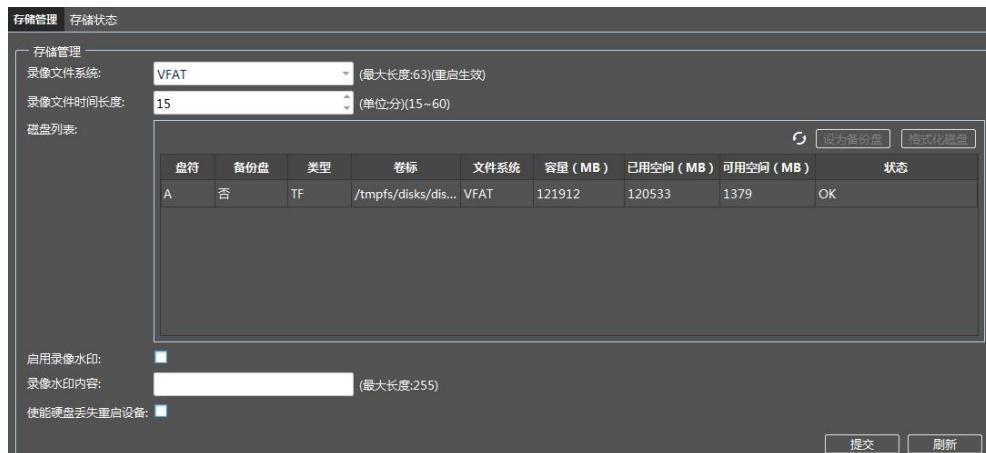 存储管理 存储状态
存储管理
录像文件系统: VFAT (最大长度:63)(重启生效)
录像文件时间长度: 15 (单位:分)(15~60)
磁盘列表: 设为备份盘 格式化磁盘
盘符 备份盘 类型 卷标 文件系统 容量(MB) 已用空间(MB) 可用空间(MB) 状态
A 否 TF /tmpfs/disks/dis... VFAT 121912 120533 1379 OK
启用录像水印:
录像水印内容: (最大长度:255)
使能硬盘丢失重启设备:
提交 刷新